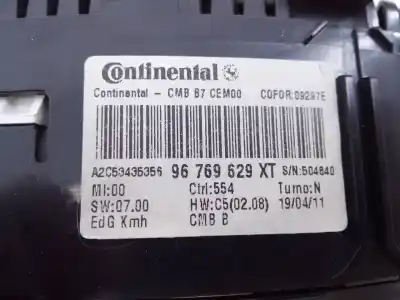 Continental
Continental - CMB B7 CEM00 COFOR:09297E
A2C53435356 96 769 629 XT S/N:504840
MI:00 Ctrl:554 Turno:N
SW:07.00 HW:C5(02.08) 19/04/11
EdG Kmh CMB B